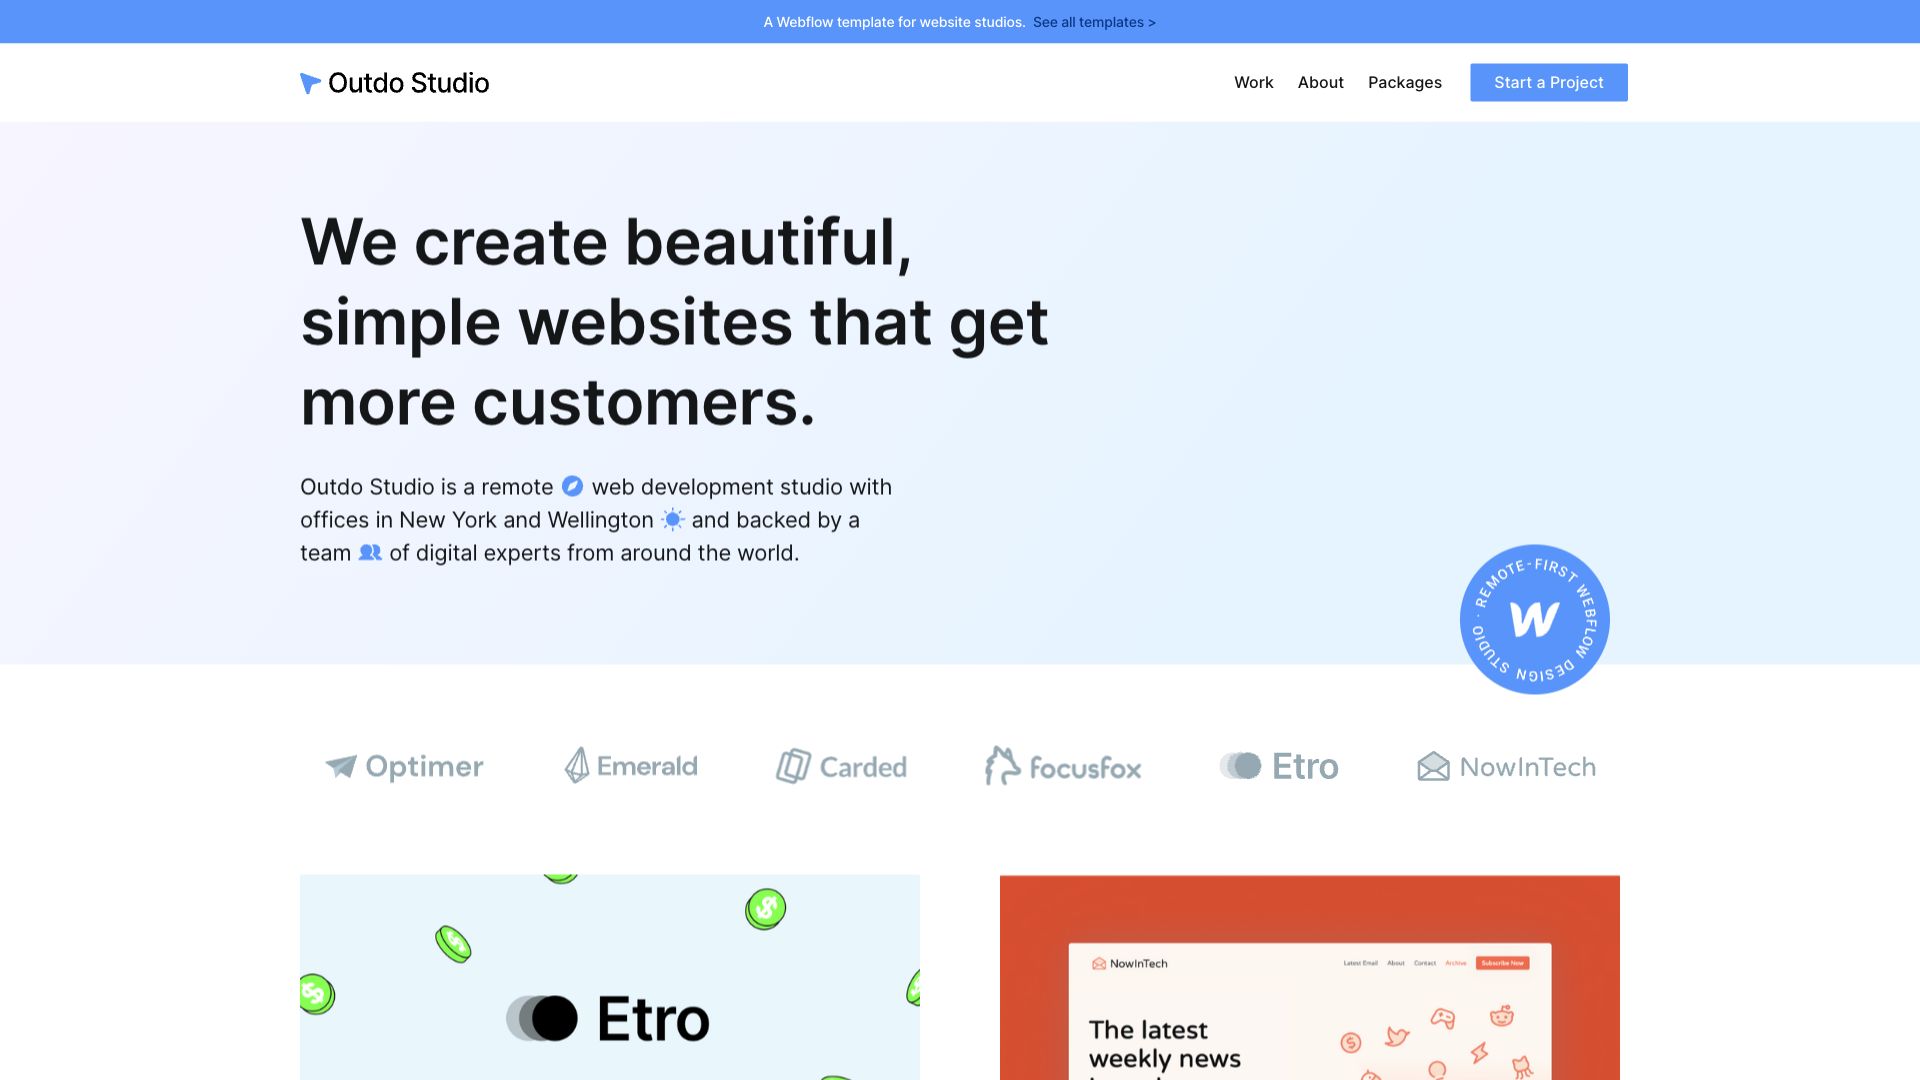 A Webflow template for website studios. See all templates >
Outdo Studio
Work About Packages Start a Project
We create beautiful,
simple websites that get
more customers.
Outdo Studio is a remote web development studio with
offices in New York and Wellington and backed by a
team of digital experts from around the world.
REMOTE-FIRST WEBFLOW DESIGN STUDIO ·
Optimer Emerald Carded focusfox Etro NowInTech
Etro
NowInTech Latest Email About Contact Archive Subscribe Now
The latest
weekly news